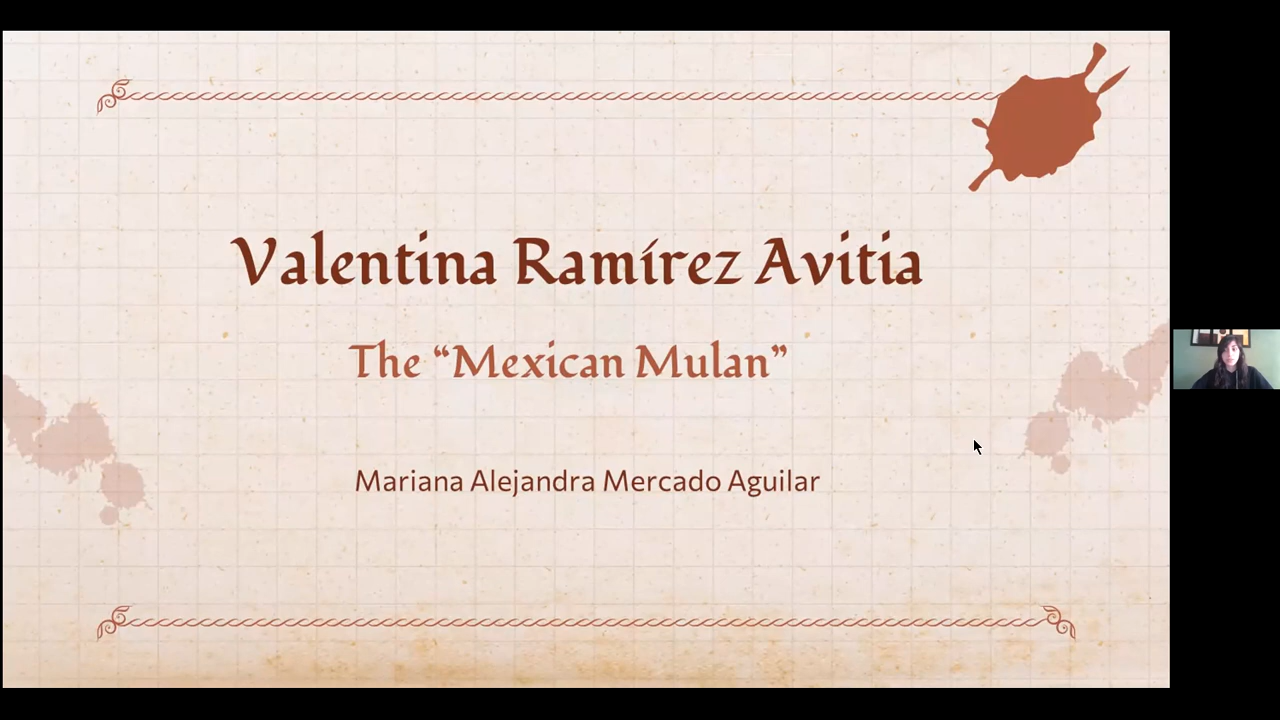 Valentina Ramírez Avitia
The “Mexican Mulan”
Mariana Alejandra Mercado Aguilar